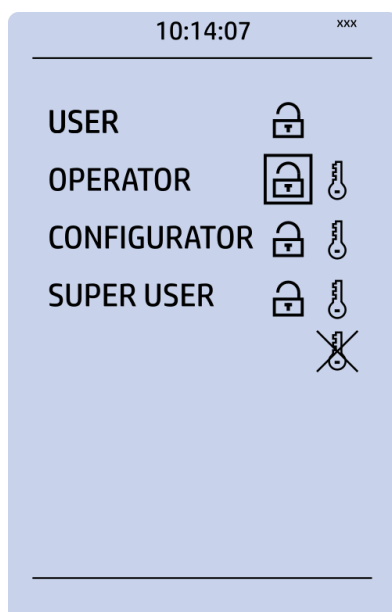 10:14:07 xxx
USER
OPERATOR
CONFIGURATOR
SUPER USER